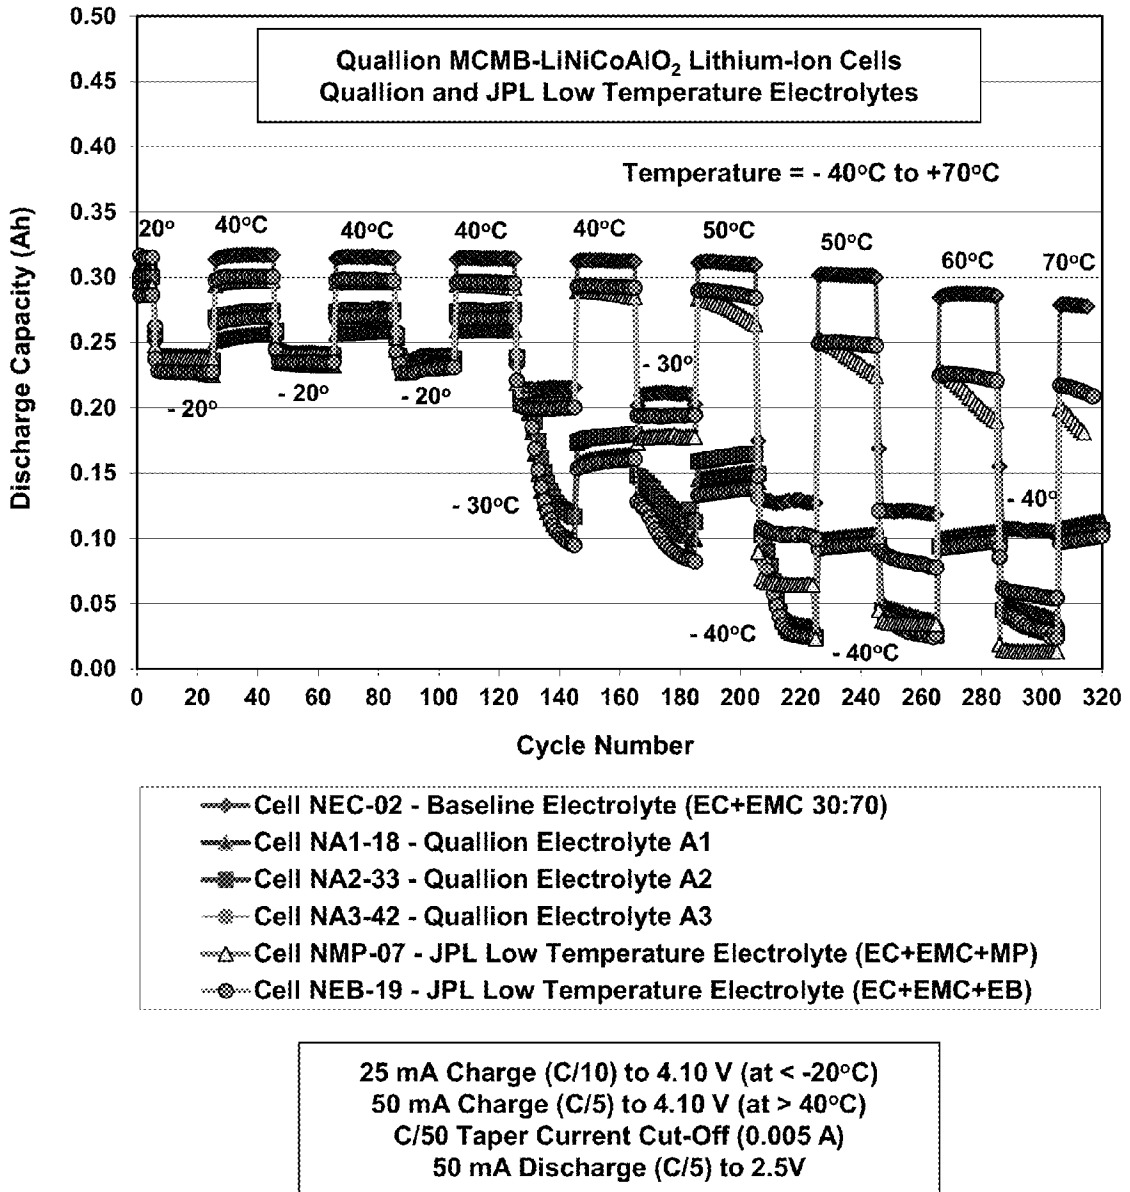 0.50
Quallion MCMB-LiNiCoAlO₂ Lithium-Ion Cells
Quallion and JPL Low Temperature Electrolytes
0.45
0.40
Temperature = - 40°C to +70°C
0.35
20° 40°C 40°C 40°C 40°C 50°C 50°C 60°C 70°C
0.30
0.25
- 20° - 20° - 20° - 30°
0.20
0.15
- 30°C - 40°
0.10
0.05
- 40°C - 40°C
0.00
Discharge Capacity (Ah)
0 20 40 60 80 100 120 140 160 180 200 220 240 260 280 300 320
Cycle Number
Cell NEC-02 - Baseline Electrolyte (EC+EMC 30:70)
Cell NA1-18 - Quallion Electrolyte A1
Cell NA2-33 - Quallion Electrolyte A2
Cell NA3-42 - Quallion Electrolyte A3
Cell NMP-07 - JPL Low Temperature Electrolyte (EC+EMC+MP)
Cell NEB-19 - JPL Low Temperature Electrolyte (EC+EMC+EB)
25 mA Charge (C/10) to 4.10 V (at < -20°C)
50 mA Charge (C/5) to 4.10 V (at > 40°C)
C/50 Taper Current Cut-Off (0.005 A)
50 mA Discharge (C/5) to 2.5V